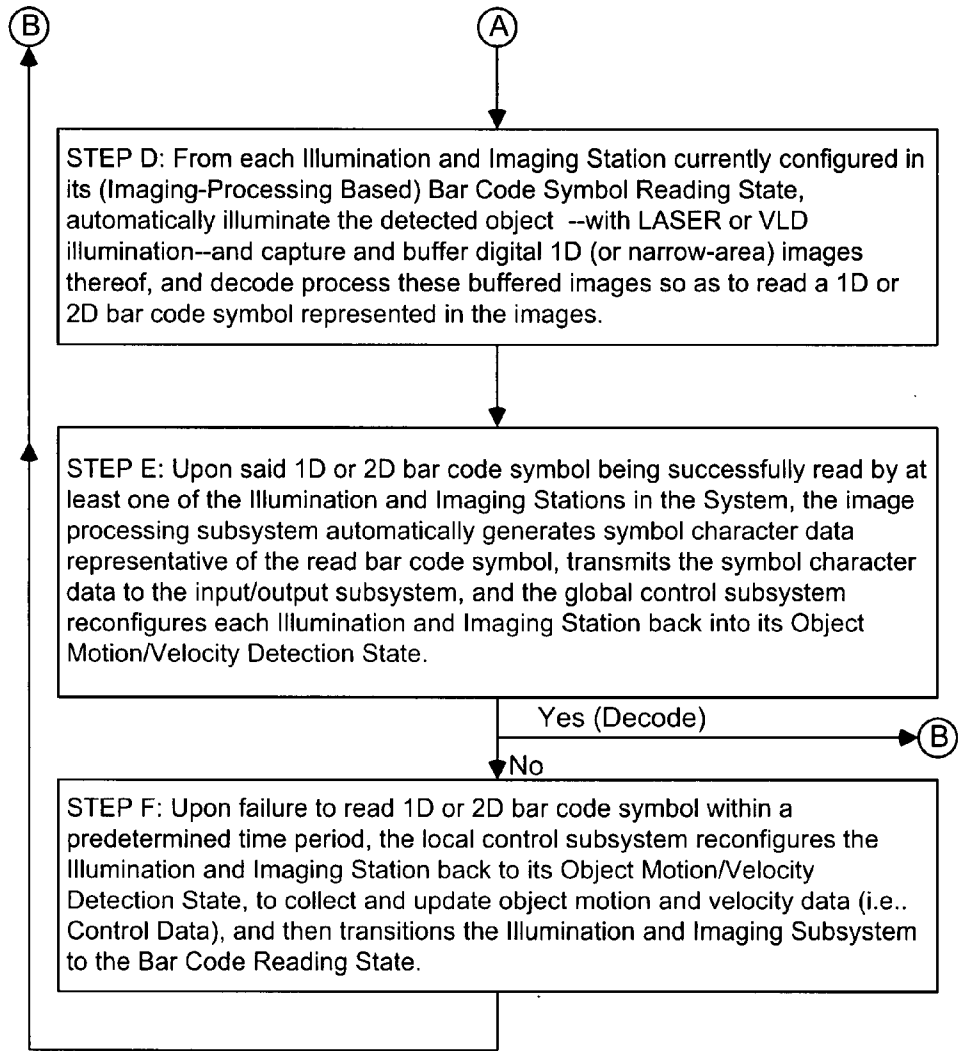 B
A
STEP D: From each Illumination and Imaging Station currently configured in
its (Imaging-Processing Based) Bar Code Symbol Reading State,
automatically illuminate the detected object --with LASER or VLD
illumination--and capture and buffer digital 1D (or narrow-area) images
thereof, and decode process these buffered images so as to read a 1D or
2D bar code symbol represented in the images.
STEP E: Upon said 1D or 2D bar code symbol being successfully read by at
least one of the Illumination and Imaging Stations in the System, the image
processing subsystem automatically generates symbol character data
representative of the read bar code symbol, transmits the symbol character
data to the input/output subsystem, and the global control subsystem
reconfigures each Illumination and Imaging Station back into its Object
Motion/Velocity Detection State.
Yes (Decode)
B
No
STEP F: Upon failure to read 1D or 2D bar code symbol within a
predetermined time period, the local control subsystem reconfigures the
Illumination and Imaging Station back to its Object Motion/Velocity
Detection State, to collect and update object motion and velocity data (i.e..
Control Data), and then transitions the Illumination and Imaging Subsystem
to the Bar Code Reading State.